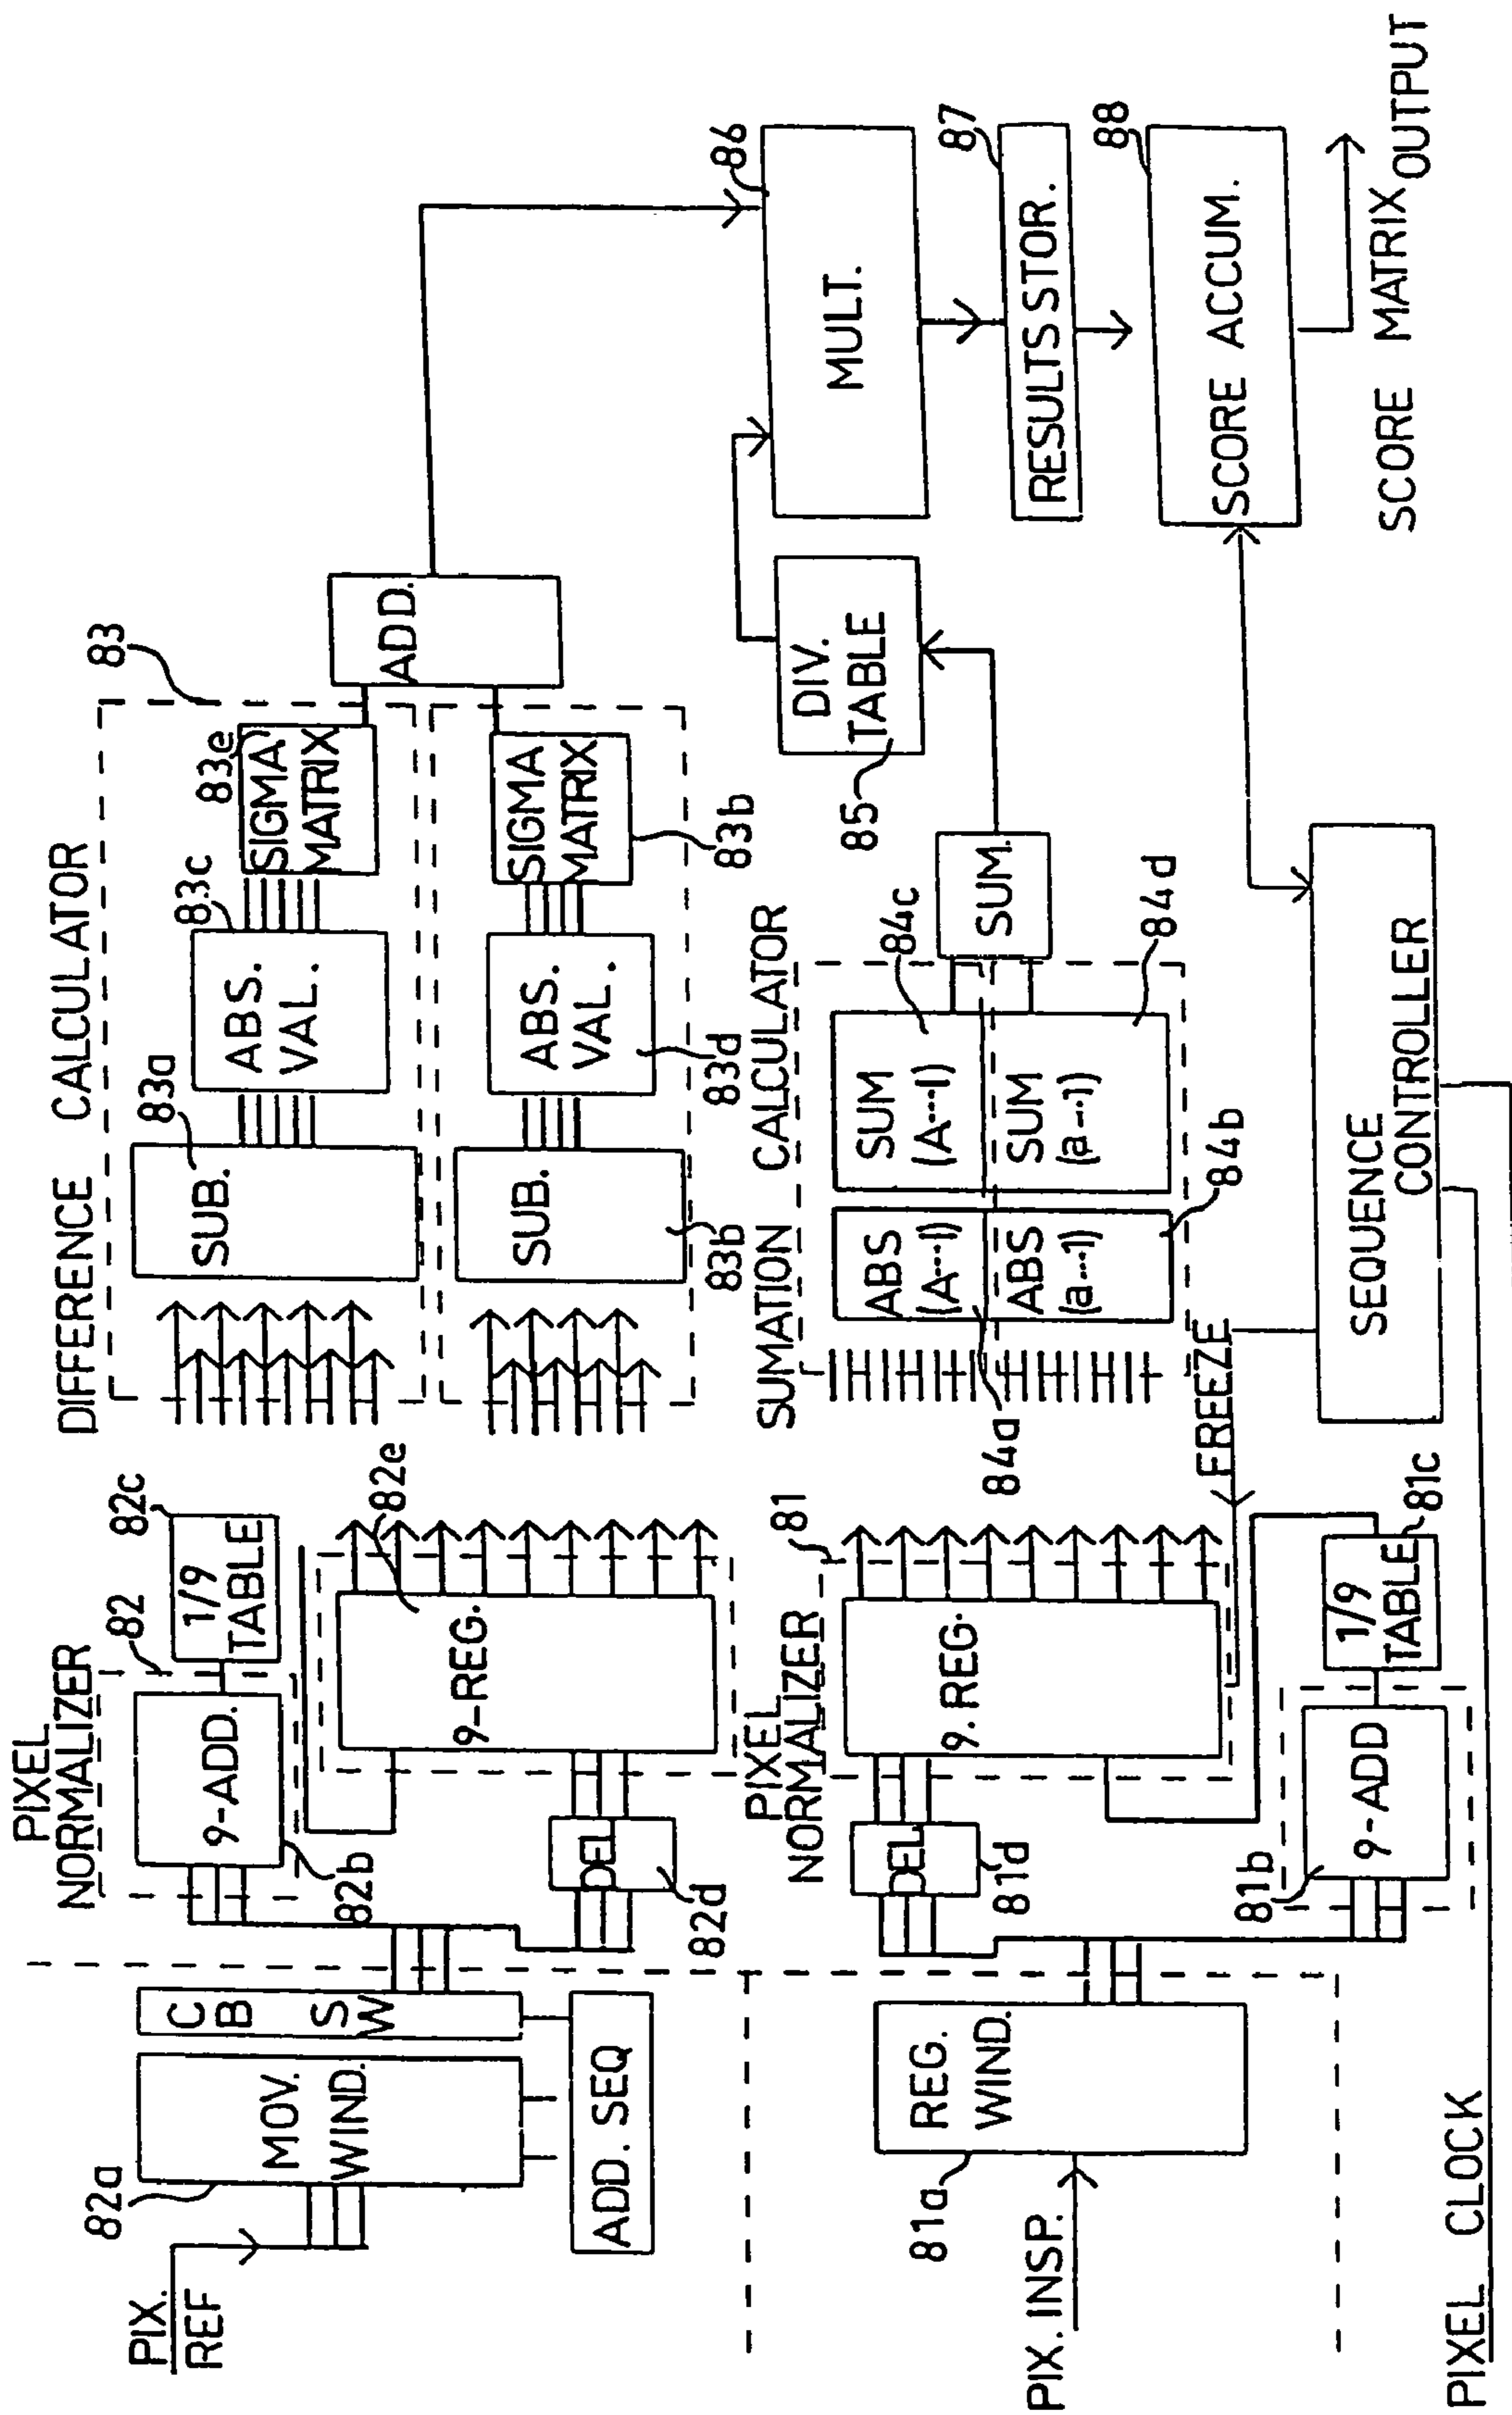 PIX.
REF
82a
MOV.
WIND.
C
B
S
W
ADD. SEQ
PIXEL
NORMALIZER
82
9-ADD.
82b
82c
1/9
TABLE
82e
9-REG.
DEL
82d
DIFFERENCE CALCULATOR
83
83a
SUB.
83c
ABS.
VAL.
83e
SIGMA
MATRIX
SUB.
83b
ABS.
VAL.
83d
SIGMA
MATRIX
83b
ADD.
PIX. INSP.
81a
REG.
WIND.
PIXEL
NORMALIZER
81
9.REG.
DEL
81d
81b
9-ADD
1/9
TABLE
81c
FREEZE
SUMATION CALCULATOR
84a
ABS
(A---I)
ABS
(a---1)
84b
SUM
(A---I)
SUM
(a---1)
84c
84d
SUM.
85
DIV.
TABLE
86
MULT.
87
RESULTS STOR.
88
SCORE ACCUM.
SCORE MATRIX OUTPUT
SEQUENCE
CONTROLLER
PIXEL CLOCK